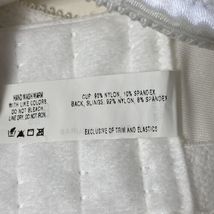 HAND WASH WARM
WITH LIKE COLORS.
DO NOT BLEACH.
LINE DRY. DO NOT IRON.
CUP: 90% NYLON, 10% SPANDEX
BACK, SLINGS: 92% NYLON, 8% SPANDEX
EXCLUSIVE OF TRIM AND ELASTICS